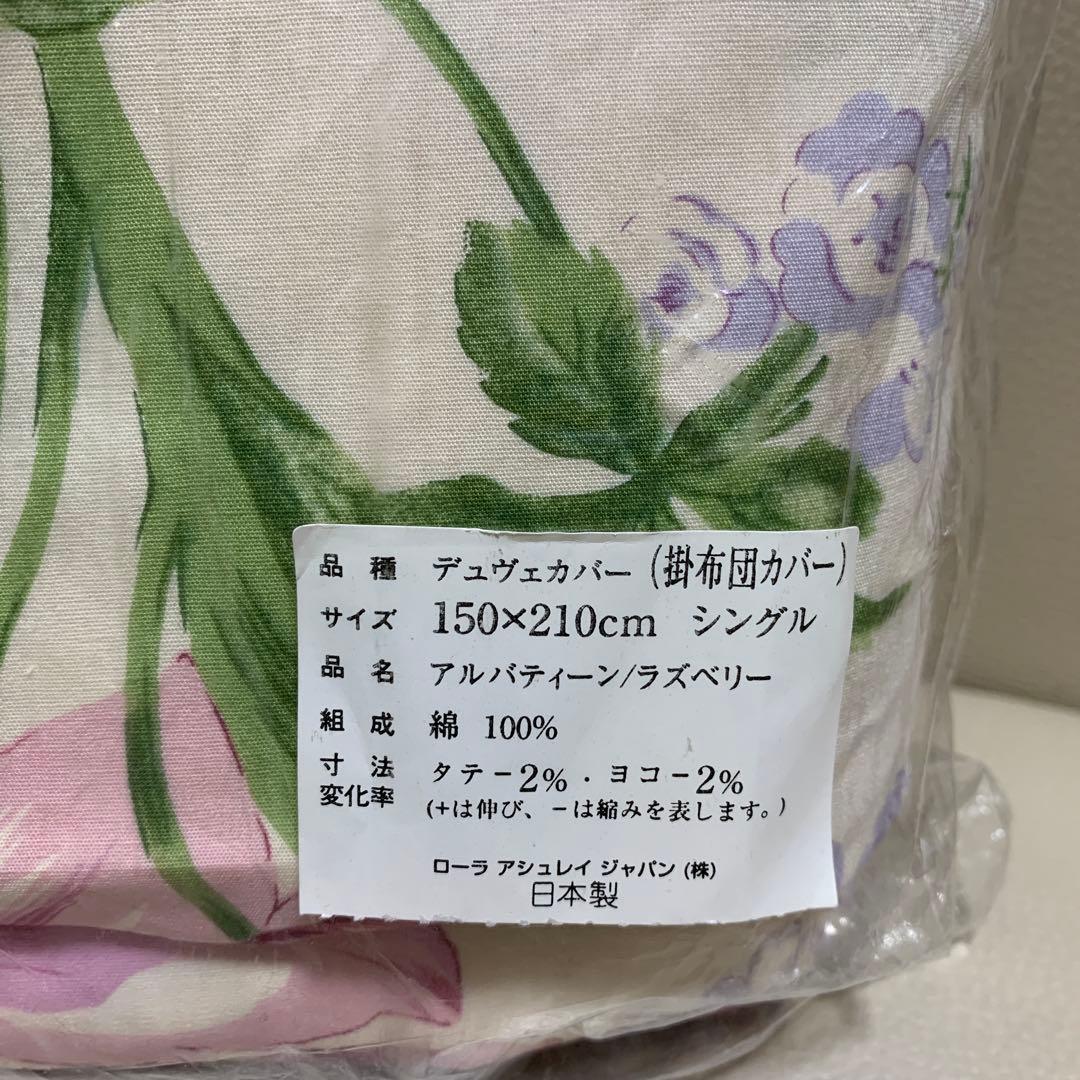 品種 デュヴェカバー(掛布団カバー)
サイズ 150×210cm シングル
品名 アルバティーン/ラズベリー
組成 綿 100%
寸法変化率 タテ-2%・ヨコ-2%
(+は伸び、-は縮みを表します。)
ローラ アシュレイ ジャパン (株)
日本製